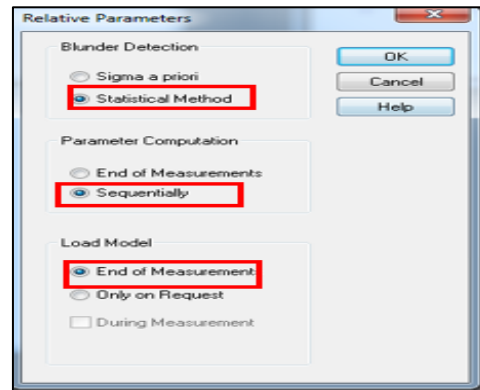 Relative Parameters
Blunder Detection
Sigma a priori
Statistical Method
OK
Cancel
Help
Parameter Computation
End of Measurements
Sequentially
Load Model
End of Measurement
Only on Request
During Measurement